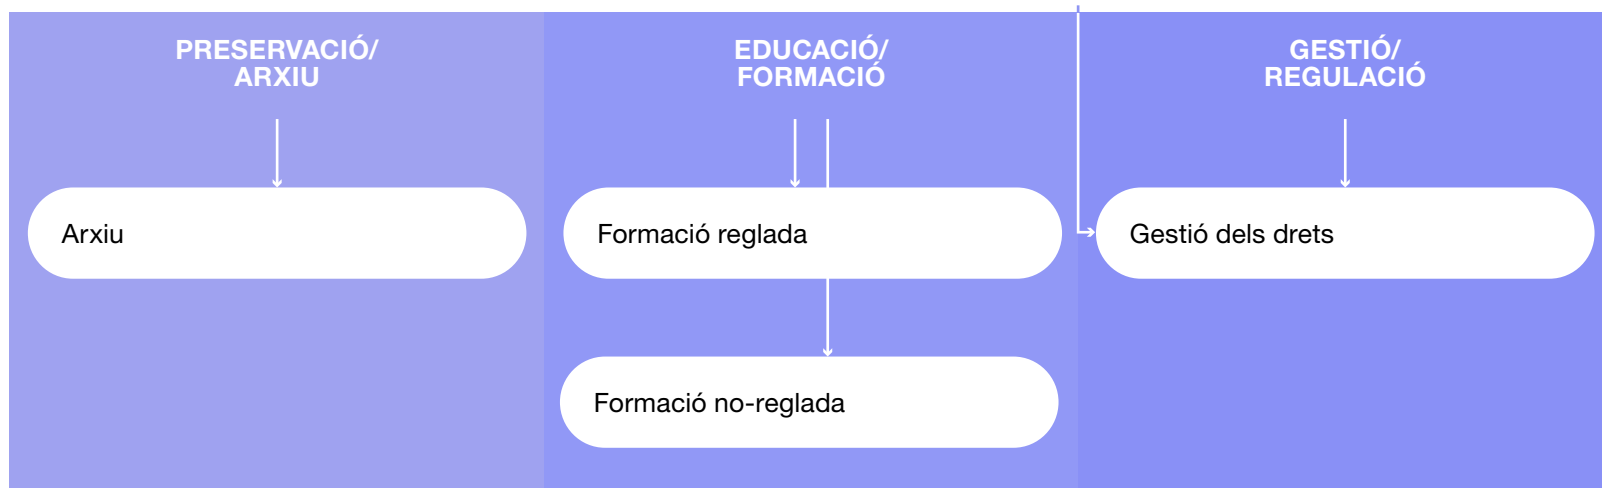 PRESERVACIÓ/
ARXIU
Arxiu
EDUCACIÓ/
FORMACIÓ
Formació reglada
Formació no-reglada
GESTIÓ/
REGULACIÓ
Gestió dels drets